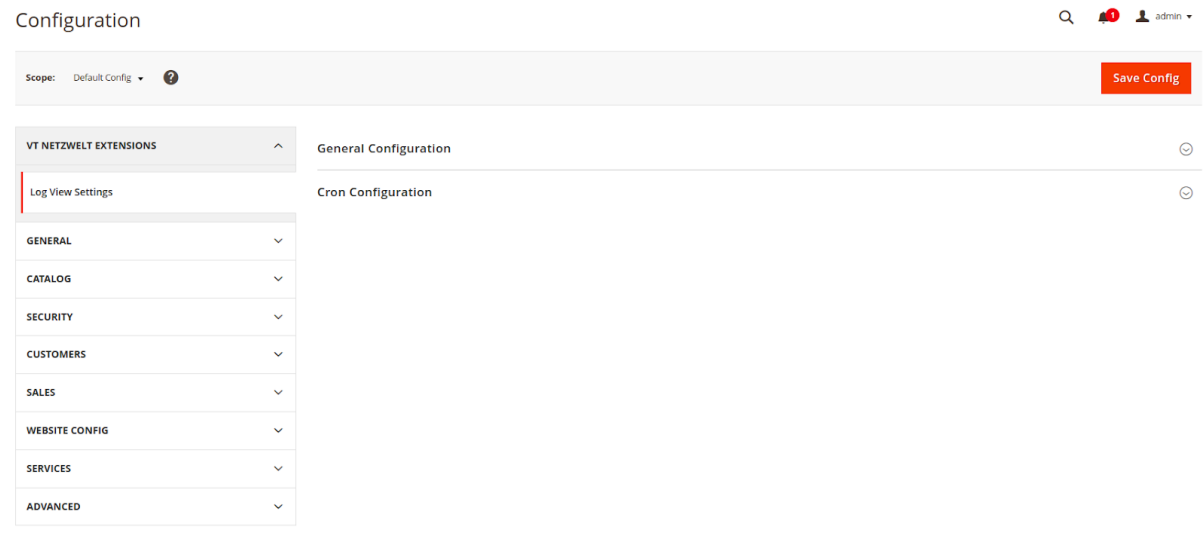 Configuration
1
admin
Scope: Default Config ?
Save Config
VT NETZWELT EXTENSIONS
Log View Settings
GENERAL
CATALOG
SECURITY
CUSTOMERS
SALES
WEBSITE CONFIG
SERVICES
ADVANCED
General Configuration
Cron Configuration